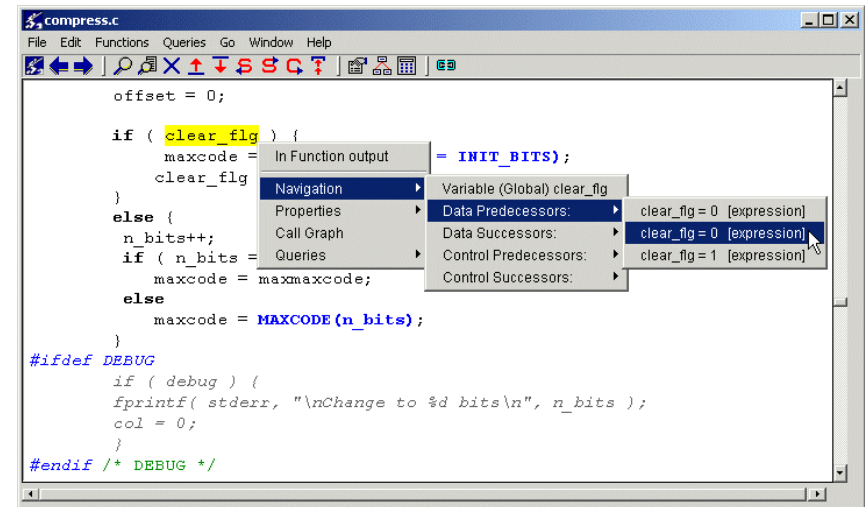 compress.c
File Edit Functions Queries Go Window Help
offset = 0;
if ( clear_flg ) {
maxcode = = INIT_BITS);
clear_flg
}
else {
n_bits++;
if ( n_bits =
maxcode = maxmaxcode;
else
maxcode = MAXCODE(n_bits);
}
#ifdef DEBUG
if ( debug ) {
fprintf( stderr, "\nChange to %d bits\n", n_bits );
col = 0;
}
#endif /* DEBUG */
In Function output
Navigation
Properties
Call Graph
Queries
Variable (Global) clear_flg
Data Predecessors:
Data Successors:
Control Predecessors:
Control Successors:
clear_flg = 0 [expression]
clear_flg = 0 [expression]
clear_flg = 1 [expression]